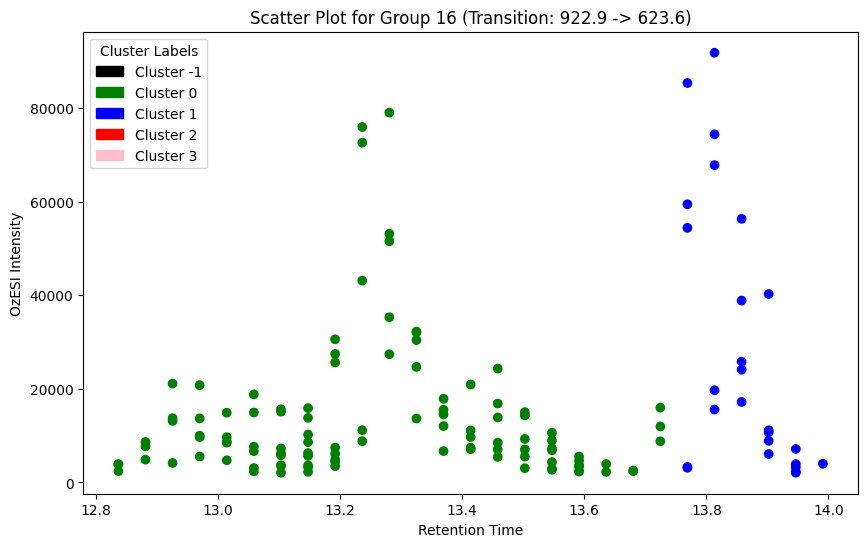 Scatter Plot for Group 16 (Transition: 922.9 -> 623.6)
Cluster Labels
Cluster -1
Cluster 0
Cluster 1
Cluster 2
Cluster 3
OzESI Intensity
80000
60000
40000
20000
0
12.8 13.0 13.2 13.4 13.6 13.8 14.0
Retention Time